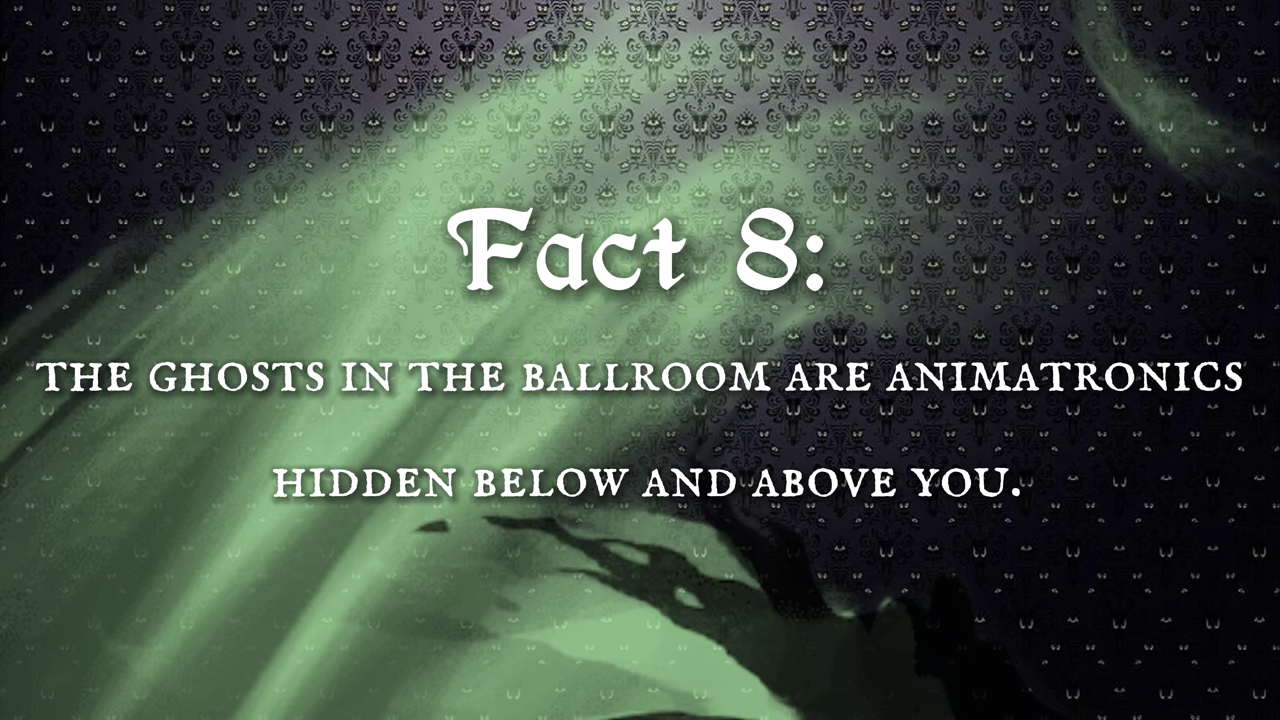 Fact 8:
THE GHOSTS IN THE BALLROOM ARE ANIMATRONICS
HIDDEN BELOW AND ABOVE YOU.